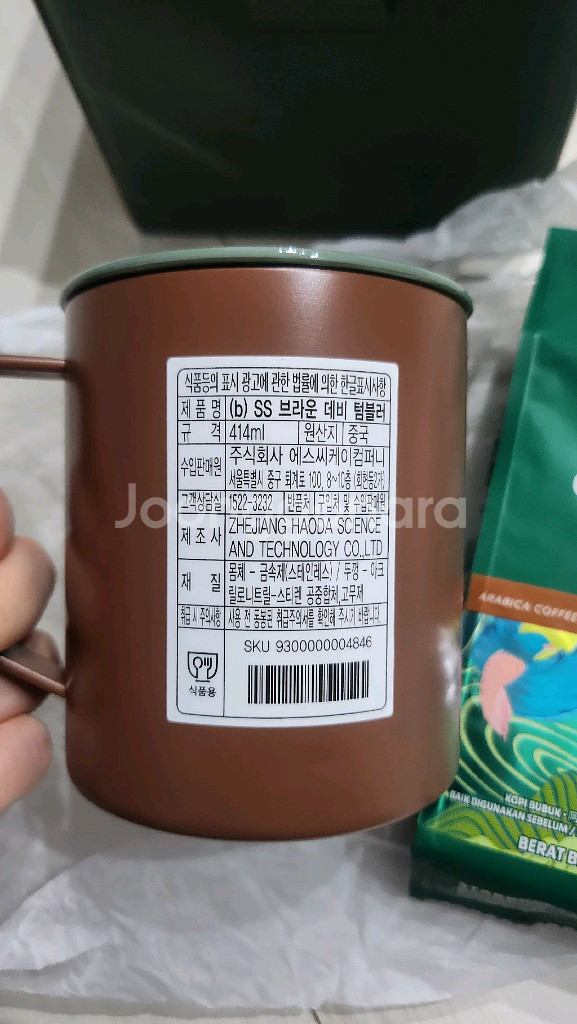 식품등의 표시 광고에 관한 법률에 의한 한글표시사항
제 품 명 (b) SS 브라운 데비 텀블러
규 격 414ml 원산지 중국
수입판매원 주식회사 에스씨케이컴퍼니
서울특별시 중구 퇴계로 100, 8~10층 (회현동2가)
고객상담실 1522-3232 반품처 구입처 및 수입판매원
제 조 사 ZHEJIANG HAODA SCIENCE
AND TECHNOLOGY CO.,LTD
재 질 몸체 - 금속제(스테인레스) / 뚜껑 - 아크
릴로니트릴-스티렌 공중합체,고무제
취급 시 주의사항 사용 전 동봉된 취급주의서를 확인해 주시기 바랍니다.
SKU 9300000004846
식품용
ARABICA COFFEE
KOPI BUBUK -
BAIK DIGUNAKAN SEBELUM /
BERAT B